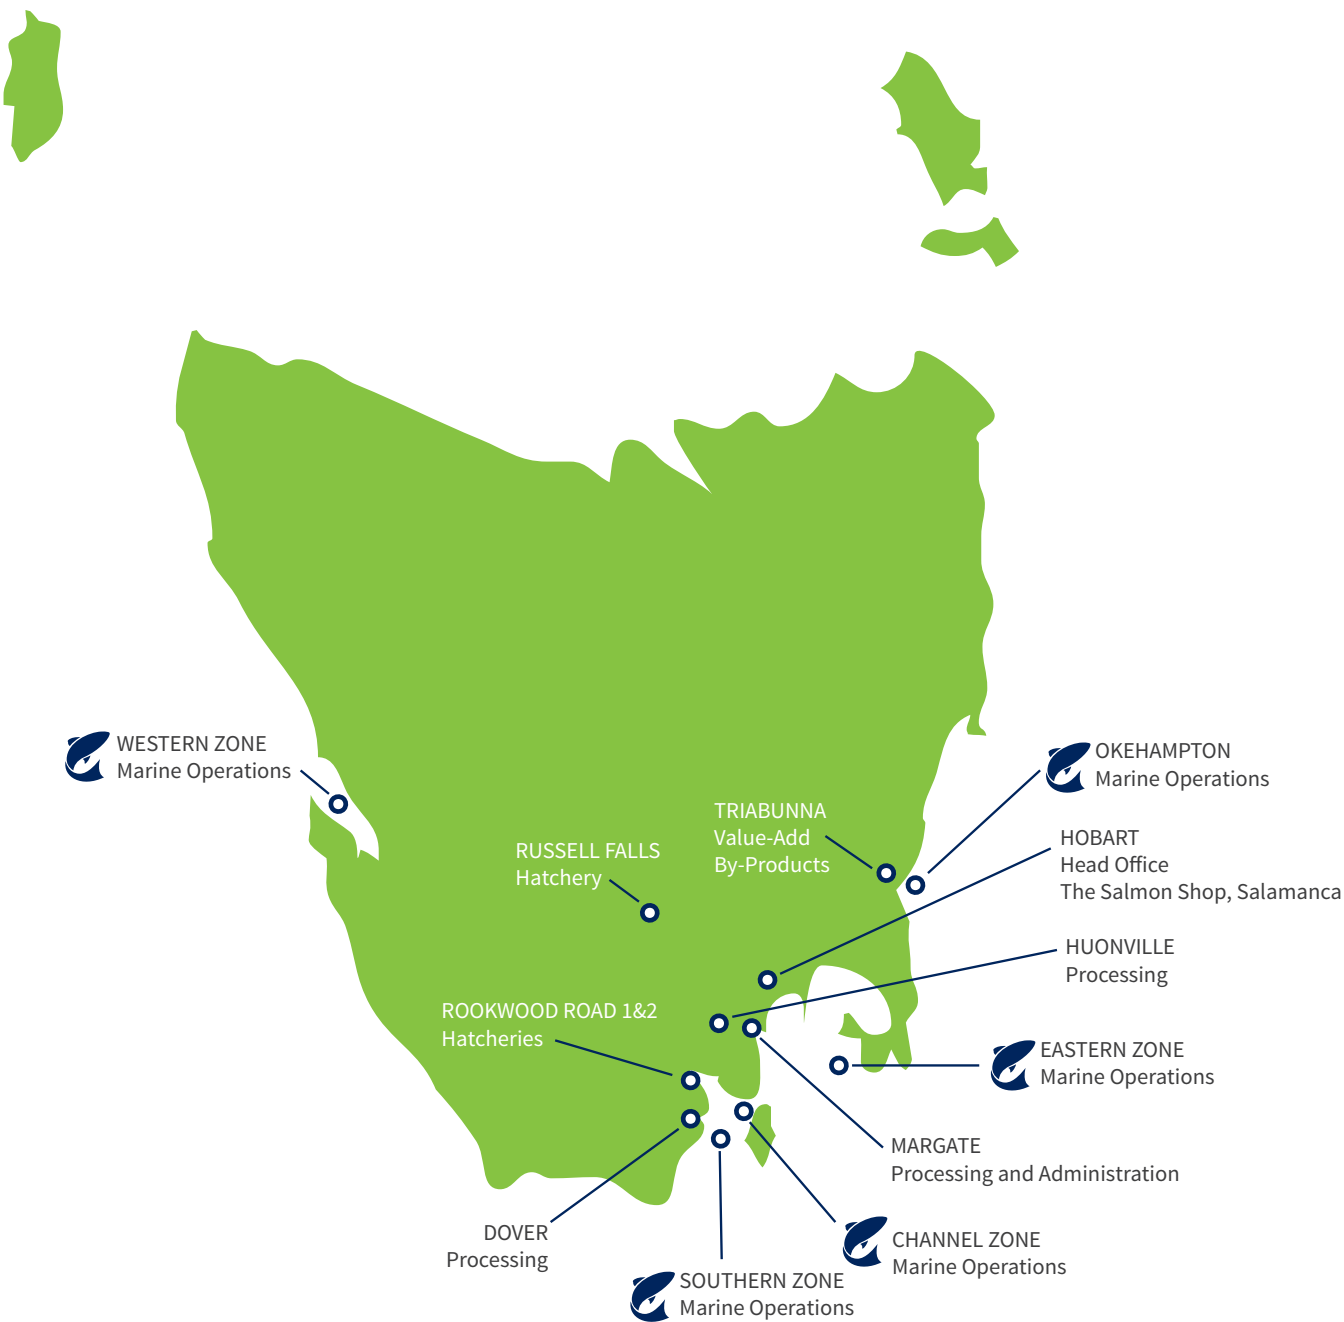 WESTERN ZONE
Marine Operations
OKEHAMPTON
Marine Operations
TRIABUNNA
Value-Add
By-Products
HOBART
Head Office
The Salmon Shop, Salamanca
RUSSELL FALLS
Hatchery
HUONVILLE
Processing
ROOKWOOD ROAD 1&2
Hatcheries
EASTERN ZONE
Marine Operations
MARGATE
Processing and Administration
DOVER
Processing
CHANNEL ZONE
Marine Operations
SOUTHERN ZONE
Marine Operations